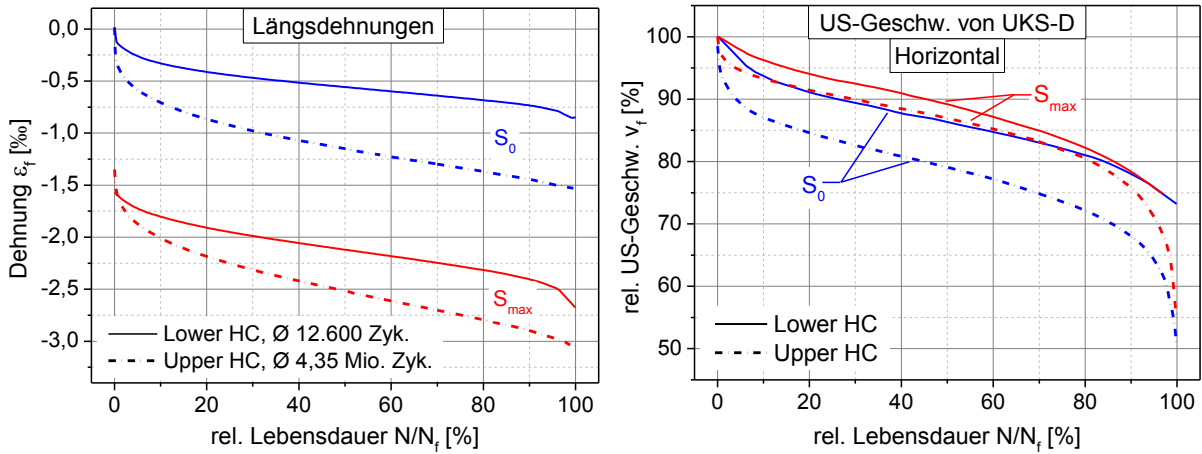 Längsdehnungen
0,0
-0,5
-1,0
-1,5
-2,0
-2,5
-3,0
Dehnung ε_f [‰]
S_0
S_max
Lower HC, Ø 12.600 Zyk.
Upper HC, Ø 4,35 Mio. Zyk.
0 20 40 60 80 100
rel. Lebensdauer N/N_f [%]
US-Geschw. von UKS-D
Horizontal
100
90
80
70
60
50
rel. US-Geschw. v_f [%]
S_max
S_0
Lower HC
Upper HC
0 20 40 60 80 100
rel. Lebensdauer N/N_f [%]